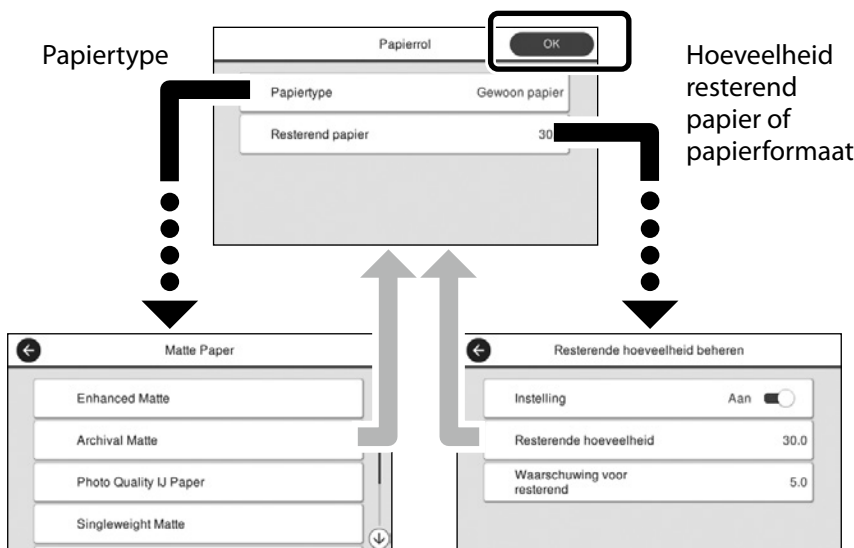 Papiertype
Papierrol
OK
Papiertype Gewoon papier
Resterend papier 30.
Hoeveelheid
resterend
papier of
papierformaat
Matte Paper
Enhanced Matte
Archival Matte
Photo Quality IJ Paper
Singleweight Matte
Resterende hoeveelheid beheren
Instelling Aan
Resterende hoeveelheid 30.0
Waarschuwing voor
resterend 5.0